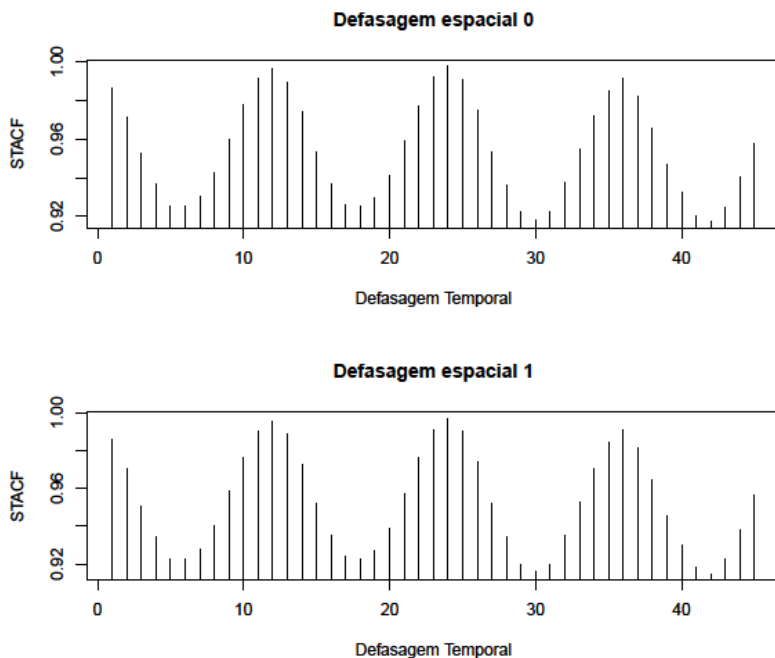 Defasagem espacial 0
STACF
1.00
0.96
0.92
0 10 20 30 40
Defasagem Temporal
Defasagem espacial 1
STACF
1.00
0.96
0.92
0 10 20 30 40
Defasagem Temporal